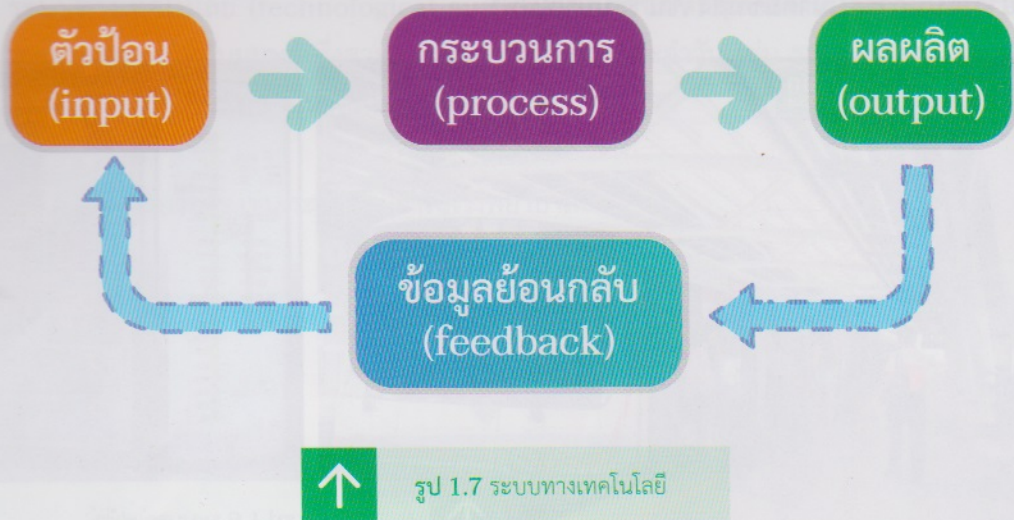 ตัวป้อน
(input)
กระบวนการ
(process)
ผลผลิต
(output)
ข้อมูลย้อนกลับ
(feedback)
รูป 1.7 ระบบทางเทคโนโลยี